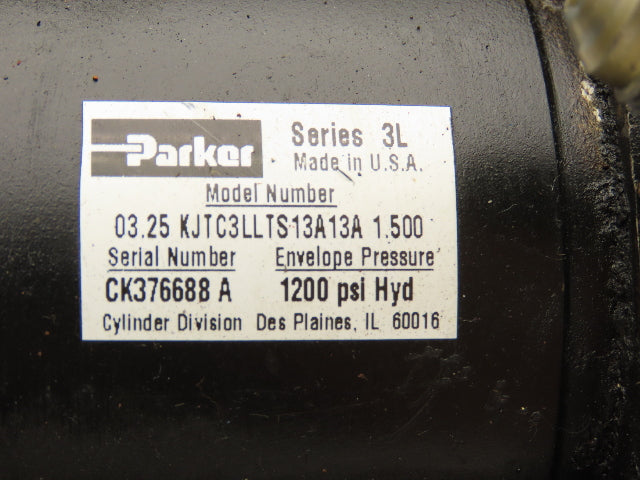 Parker
Series 3L
Made in U.S.A.
Model Number
03.25 KJTC3LLTS13A13A 1.500
Serial Number Envelope Pressure
CK376688 A 1200 psi Hyd
Cylinder Division Des Plaines, IL 60016